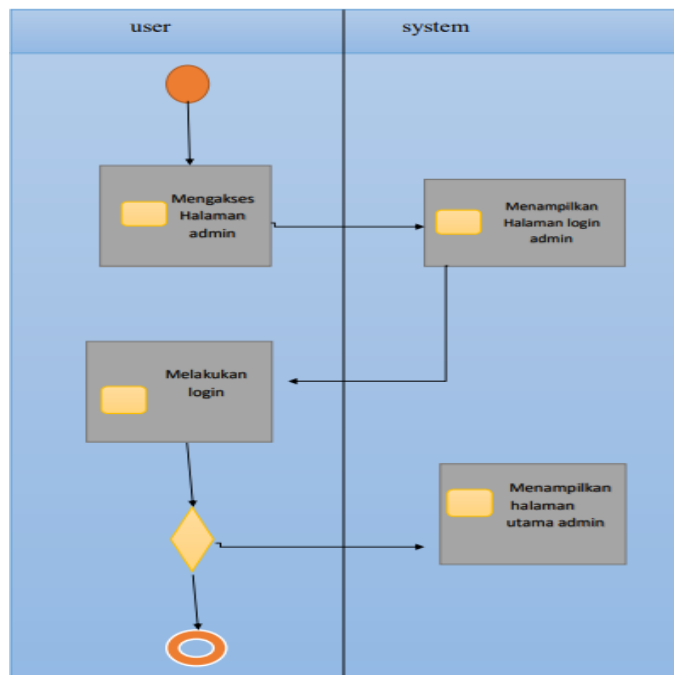 user
system
Mengakses
Halaman
admin
Menampilkan
Halaman login
admin
Melakukan
login
Menampilkan
halaman
utama admin